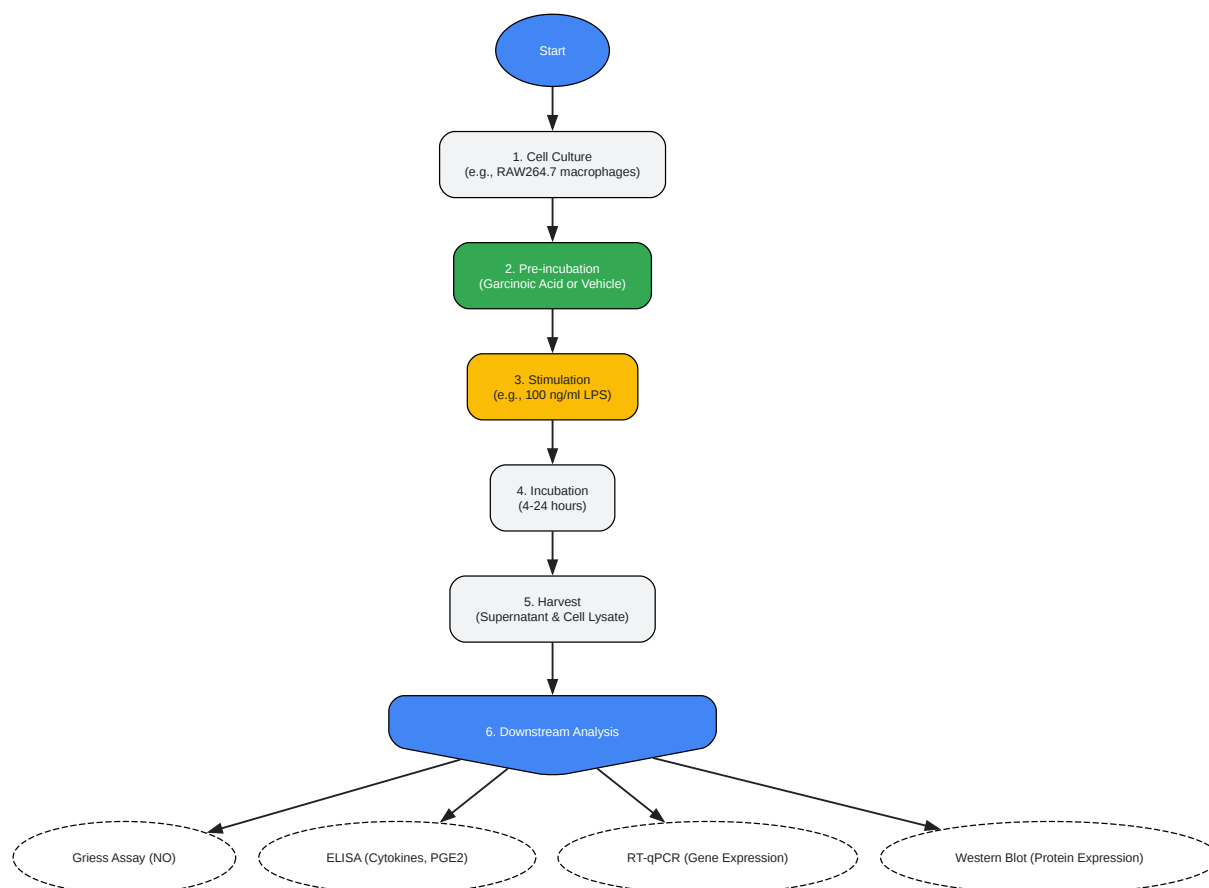 Start
1. Cell Culture
(e.g., RAW264.7 macrophages)
2. Pre-incubation
(Garcinoic Acid or Vehicle)
3. Stimulation
(e.g., 100 ng/ml LPS)
4. Incubation
(4-24 hours)
5. Harvest
(Supernatant & Cell Lysate)
6. Downstream Analysis
Griess Assay (NO)
ELISA (Cytokines, PGE2)
RT-qPCR (Gene Expression)
Western Blot (Protein Expression)